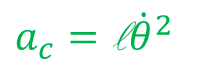 a_c = ℓθ̇²